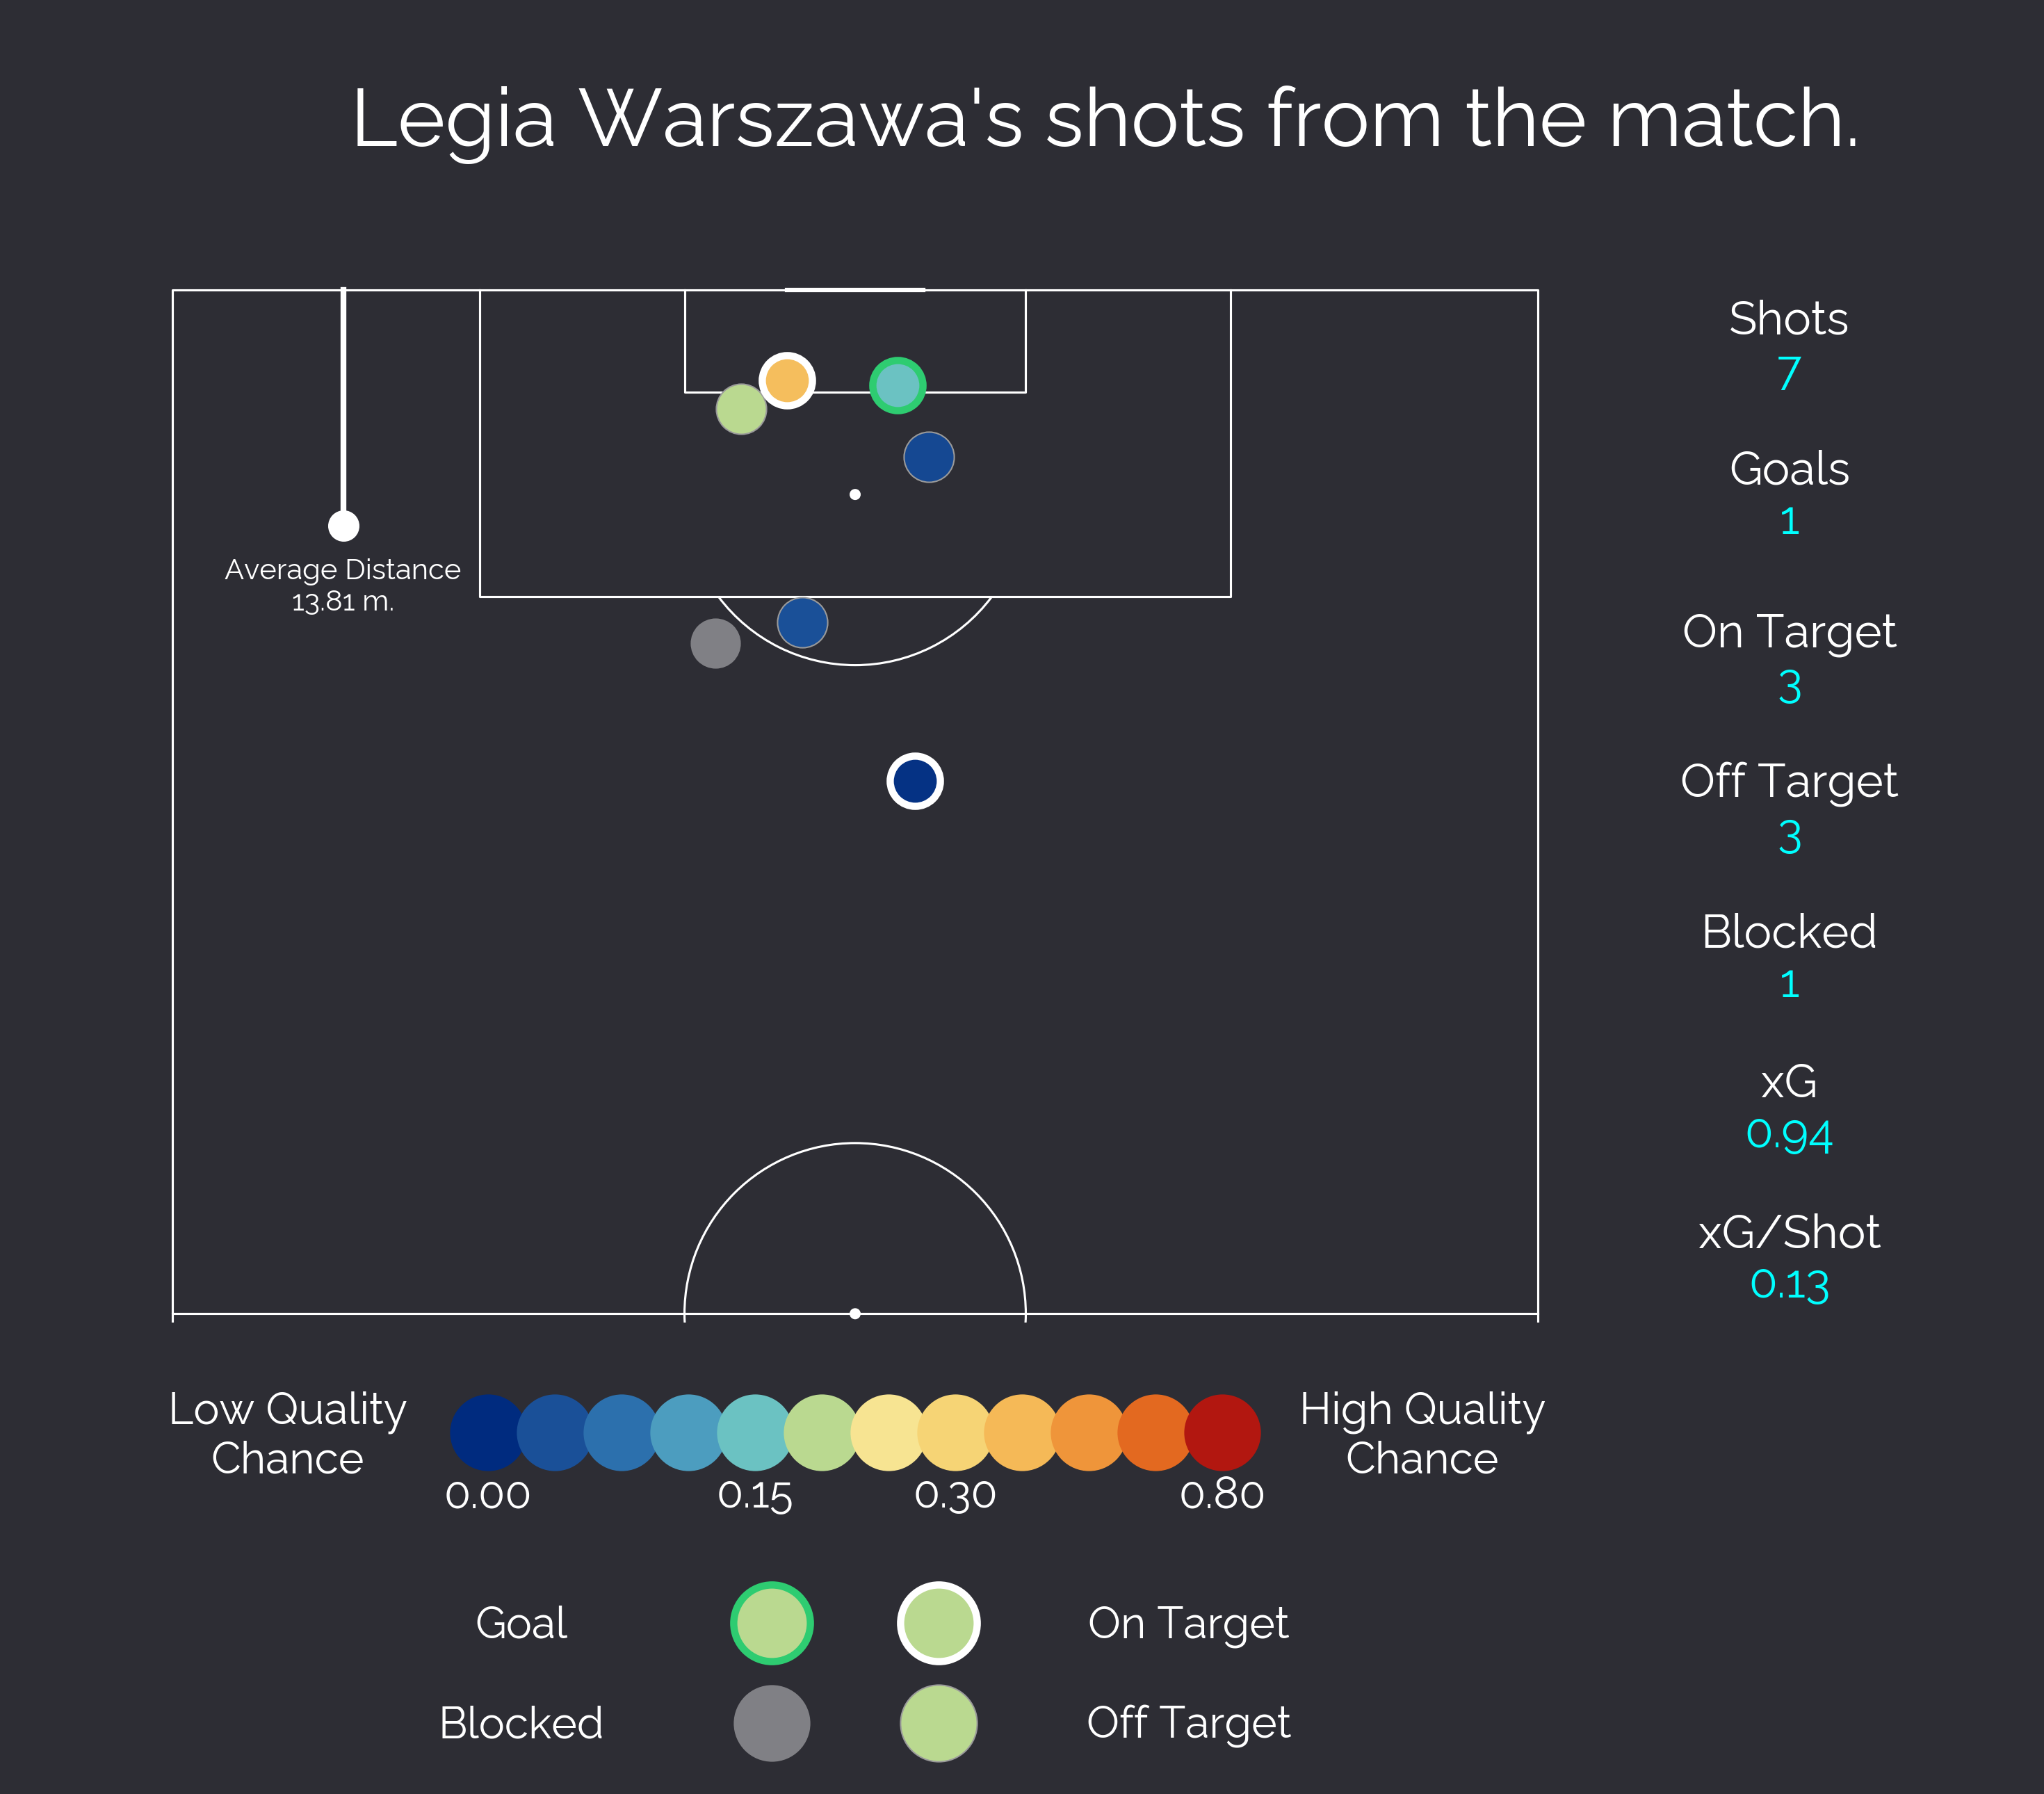 Legia Warszawa's shots from the match.
Average Distance
13.81 m.
Shots
7
Goals
1
On Target
3
Off Target
3
Blocked
1
xG
0.94
xG/Shot
0.13
Low Quality
Chance
0.00
0.15
0.30
0.80
High Quality
Chance
Goal
On Target
Blocked
Off Target